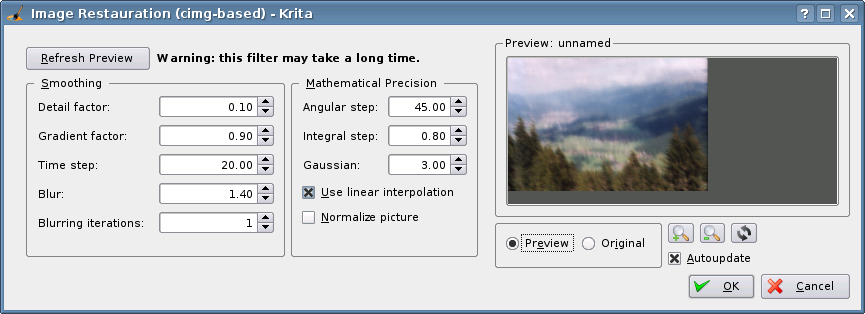 Image Restauration (cimg-based) - Krita
Refresh Preview
Warning: this filter may take a long time.
Smoothing
Detail factor: 0.10
Gradient factor: 0.90
Time step: 20.00
Blur: 1.40
Blurring iterations: 1
Mathematical Precision
Angular step: 45.00
Integral step: 0.80
Gaussian: 3.00
Use linear interpolation
Normalize picture
Preview: unnamed
Preview
Original
Autoupdate
OK
Cancel